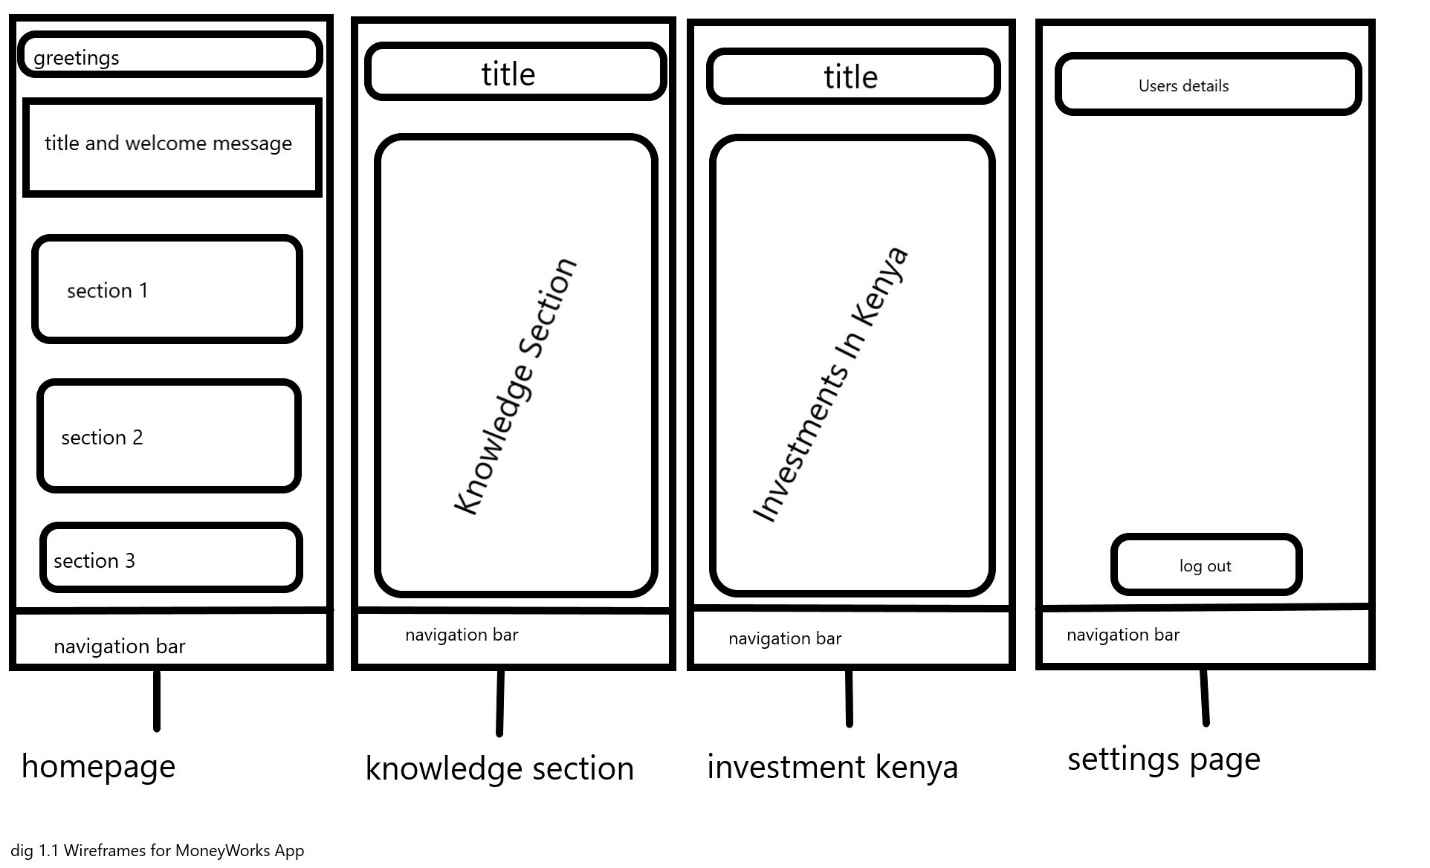 greetings
title and welcome message
section 1
section 2
section 3
navigation bar
homepage
title
Knowledge Section
navigation bar
knowledge section
title
Investments In Kenya
navigation bar
investment kenya
Users details
log out
navigation bar
settings page
dig 1.1 Wireframes for MoneyWorks App